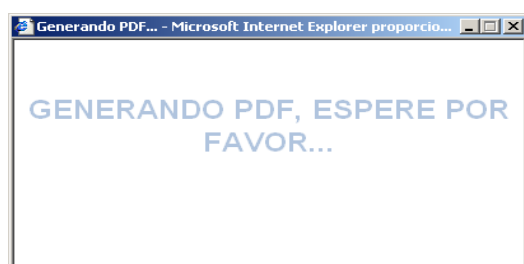 Generando PDF... - Microsoft Internet Explorer proporcio...
GENERANDO PDF, ESPERE POR
FAVOR...